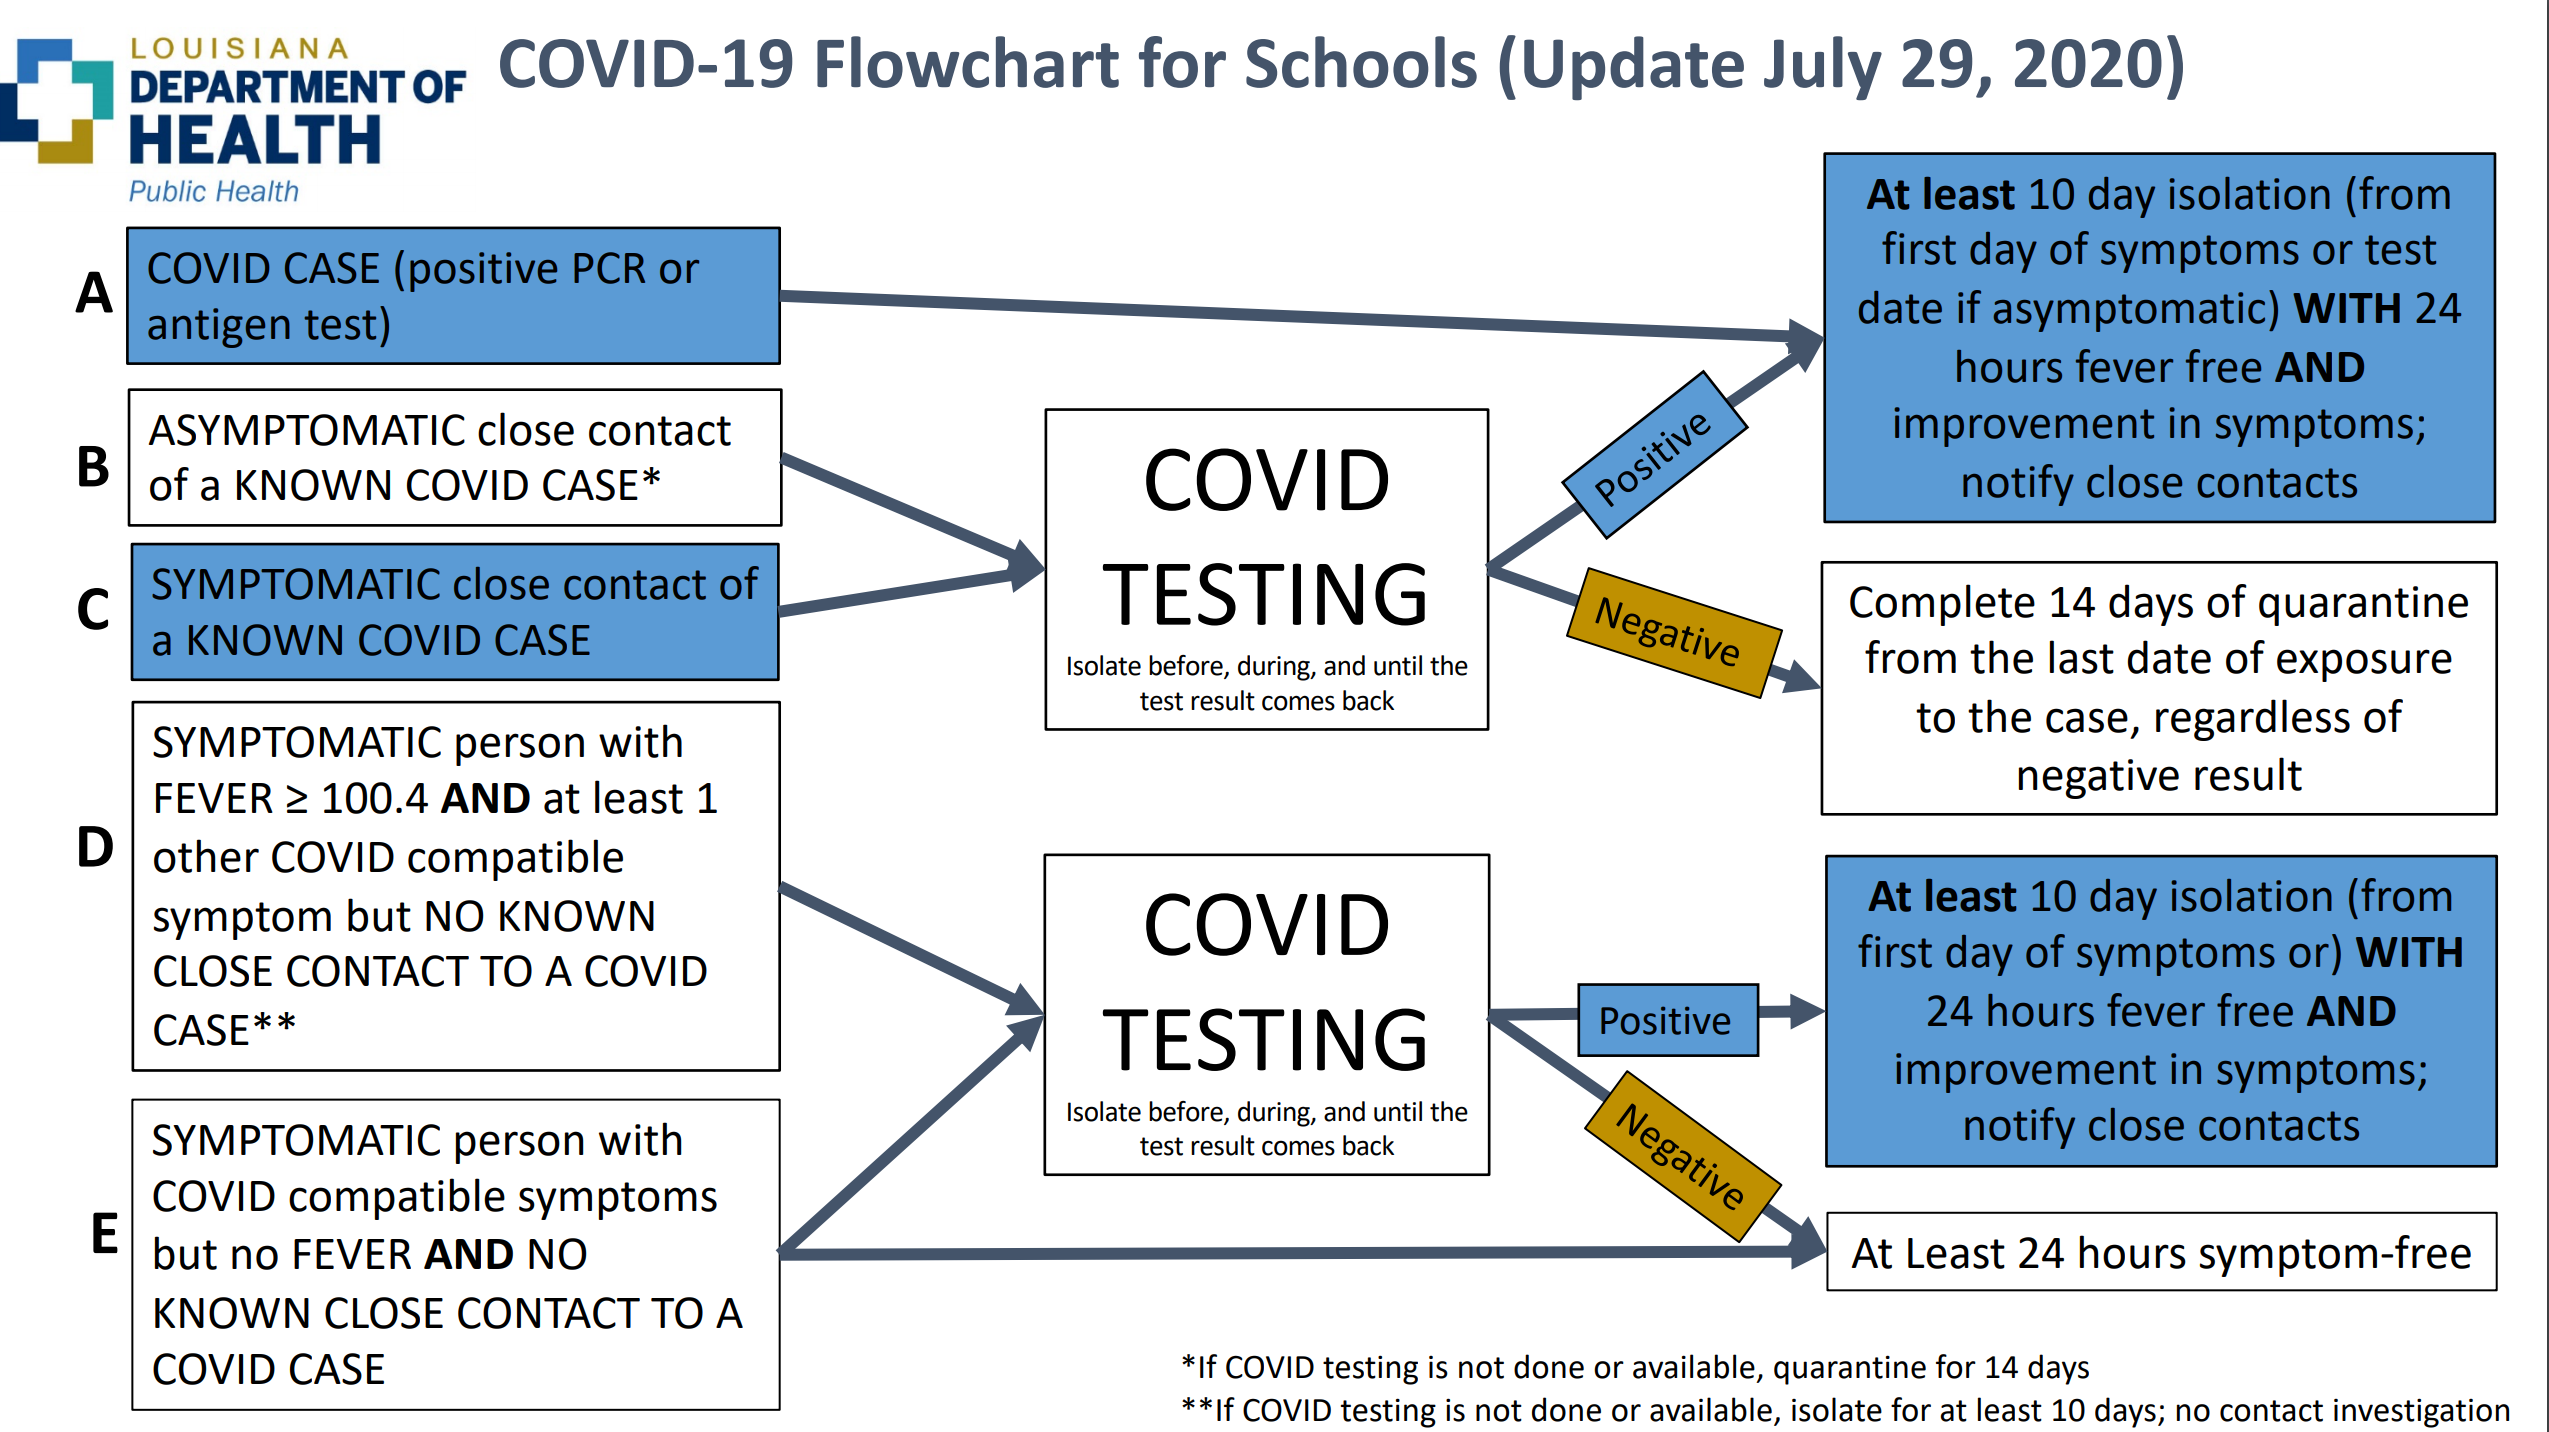 LOUISIANA
DEPARTMENT OF
HEALTH
Public Health
COVID-19 Flowchart for Schools (Update July 29, 2020)
A
COVID CASE (positive PCR or
antigen test)
B
ASYMPTOMATIC close contact
of a KNOWN COVID CASE*
C
SYMPTOMATIC close contact of
a KNOWN COVID CASE
D
SYMPTOMATIC person with
FEVER ≥ 100.4 AND at least 1
other COVID compatible
symptom but NO KNOWN
CLOSE CONTACT TO A COVID
CASE**
E
SYMPTOMATIC person with
COVID compatible symptoms
but no FEVER AND NO
KNOWN CLOSE CONTACT TO A
COVID CASE
COVID
TESTING
Isolate before, during, and until the
test result comes back
Positive
Negative
At least 10 day isolation (from
first day of symptoms or test
date if asymptomatic) WITH 24
hours fever free AND
improvement in symptoms;
notify close contacts
Complete 14 days of quarantine
from the last date of exposure
to the case, regardless of
negative result
COVID
TESTING
Isolate before, during, and until the
test result comes back
Positive
Negative
At least 10 day isolation (from
first day of symptoms or) WITH
24 hours fever free AND
improvement in symptoms;
notify close contacts
At Least 24 hours symptom-free
*If COVID testing is not done or available, quarantine for 14 days
**If COVID testing is not done or available, isolate for at least 10 days; no contact investigation